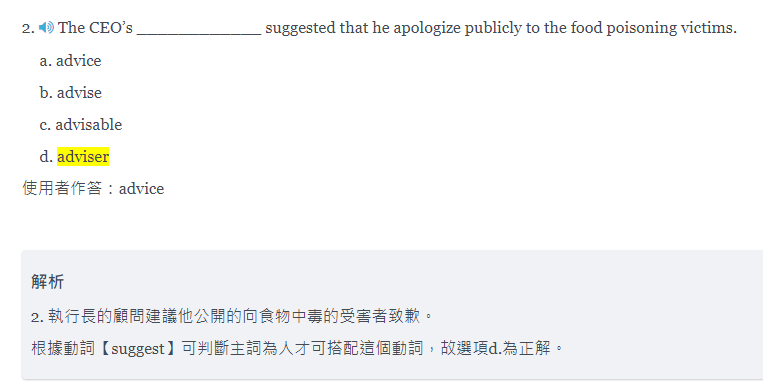 2. The CEO’s ______________ suggested that he apologize publicly to the food poisoning victims.
a. advice
b. advise
c. advisable
d. adviser
使用者作答：advice
解析
2. 執行長的顧問建議他公開的向食物中毒的受害者致歉。
根據動詞【suggest】可判斷主詞為人才可搭配這個動詞，故選項d.為正解。